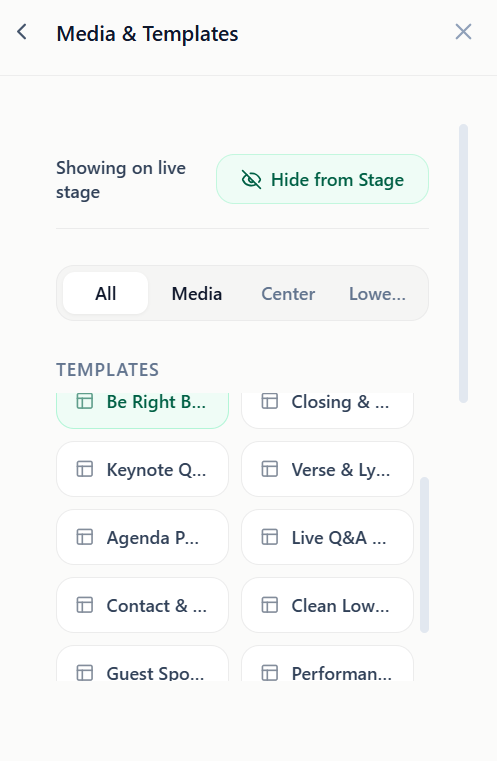 Media & Templates
Showing on live
stage
Hide from Stage
All
Media
Center
Lowe...
TEMPLATES
Be Right B...
Closing & ...
Keynote Q...
Verse & Ly...
Agenda P...
Live Q&A ...
Contact & ...
Clean Low...
Guest Spo...
Performan...